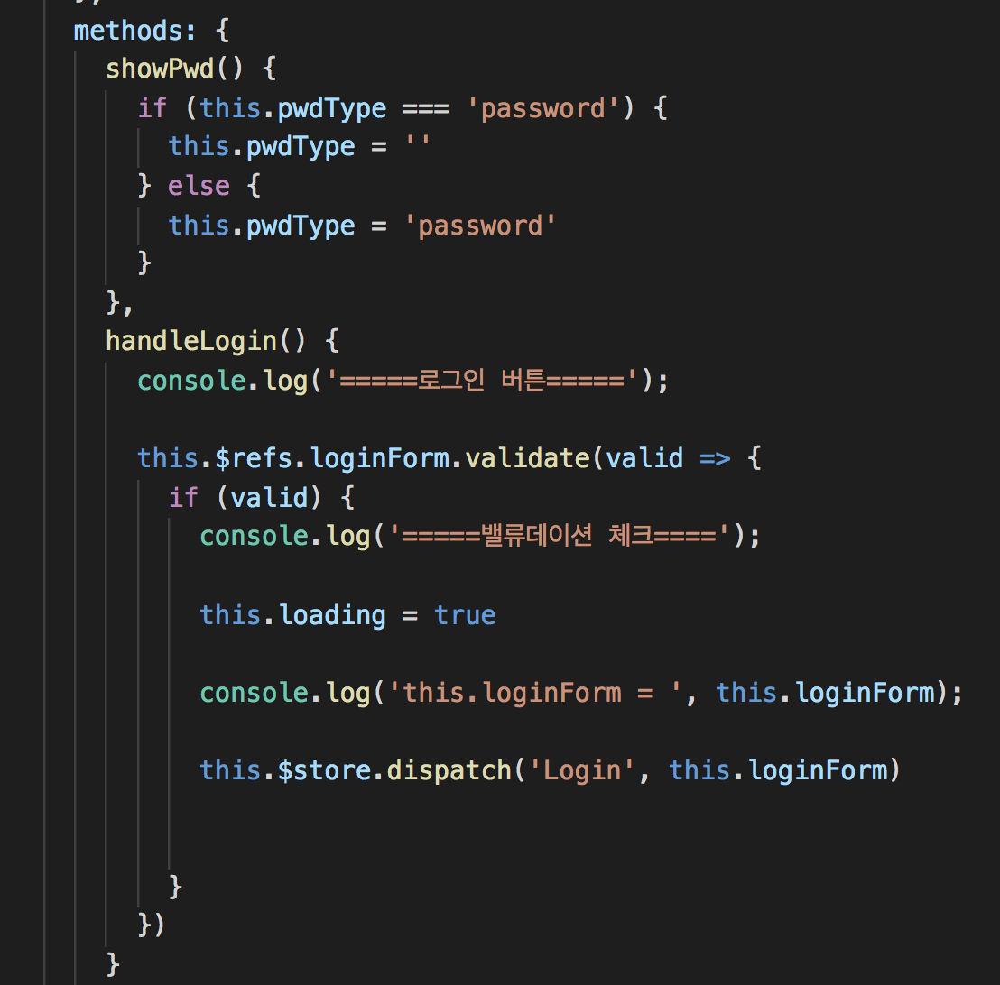 },
methods: {
showPwd() {
if (this.pwdType === 'password') {
this.pwdType = ''
} else {
this.pwdType = 'password'
}
},
handleLogin() {
console.log('=====로그인 버튼=====');
this.$refs.loginForm.validate(valid => {
if (valid) {
console.log('=====밸류데이션 체크====');
this.loading = true
console.log('this.loginForm = ', this.loginForm);
this.$store.dispatch('Login', this.loginForm)
}
})
}